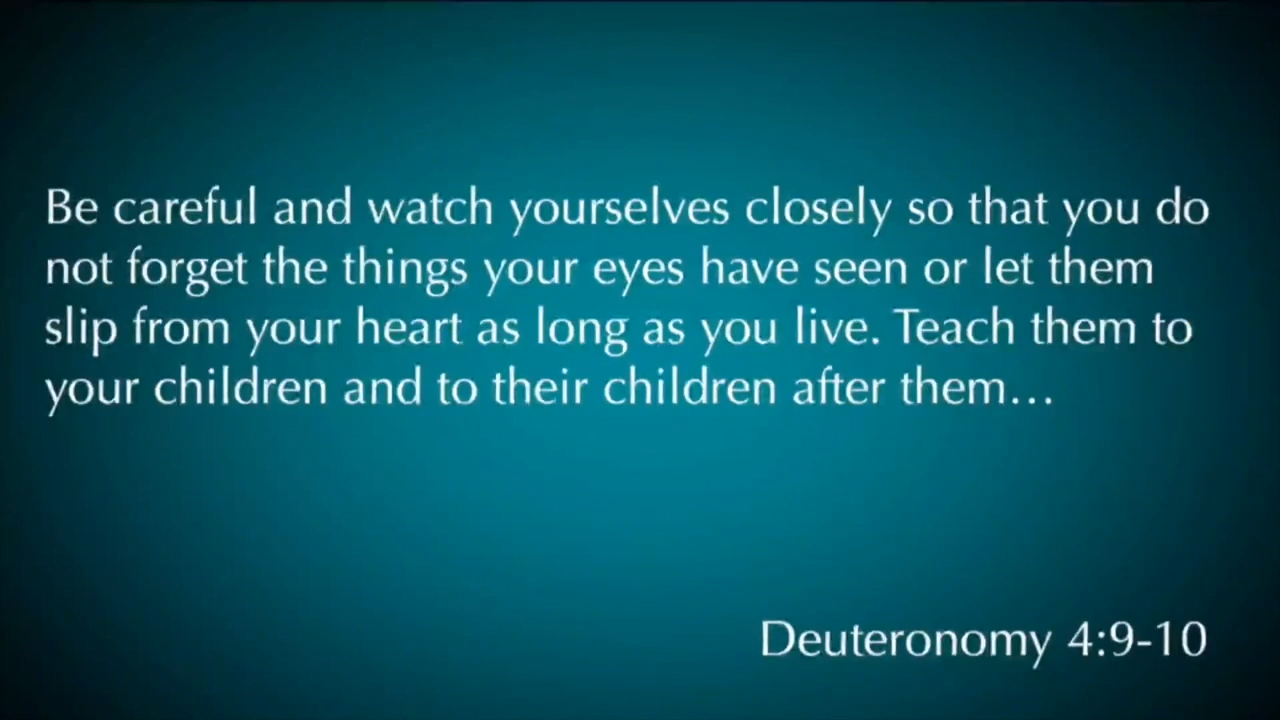 Be careful and watch yourselves closely so that you do
not forget the things your eyes have seen or let them
slip from your heart as long as you live. Teach them to
your children and to their children after them…
Deuteronomy 4:9-10